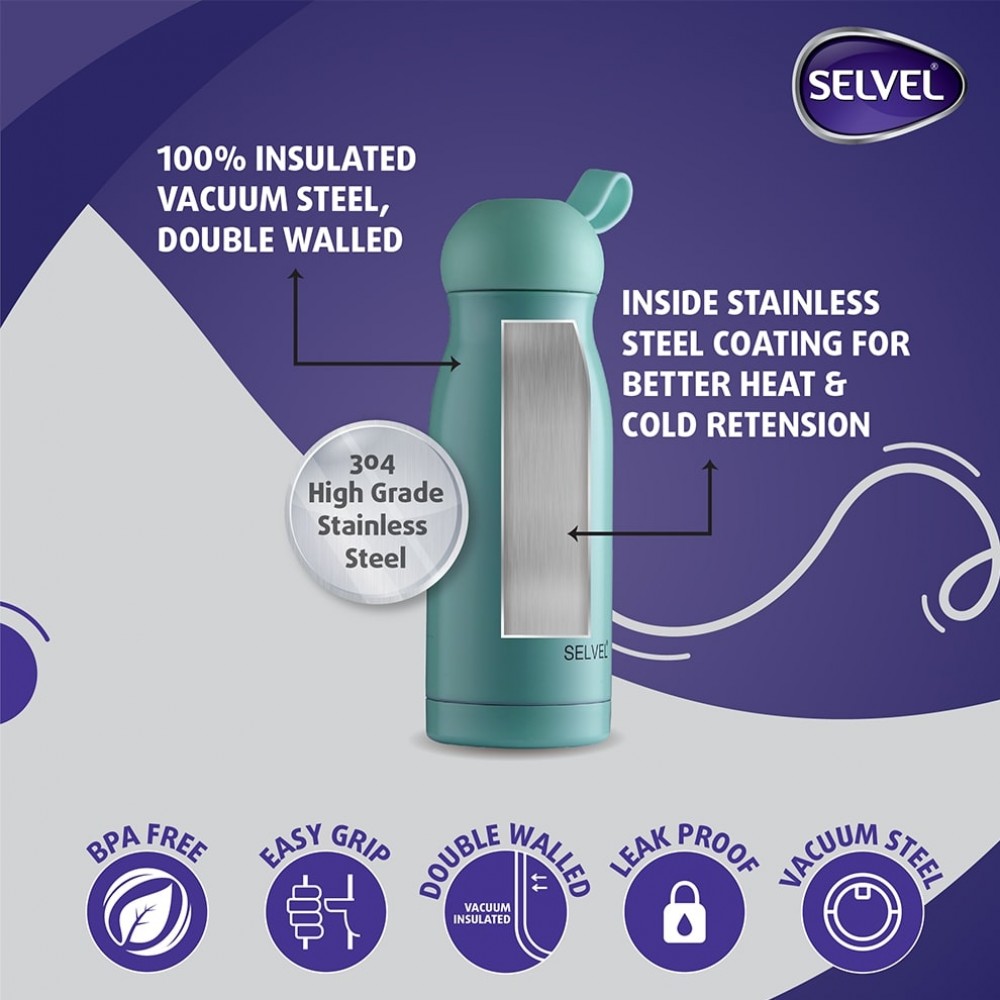 SELVEL®
100% INSULATED
VACUUM STEEL,
DOUBLE WALLED
INSIDE STAINLESS
STEEL COATING FOR
BETTER HEAT &
COLD RETENSION
304
High Grade
Stainless
Steel
SELVEL®
BPA FREE
EASY GRIP
DOUBLE WALLED
VACUUM
INSULATED
LEAK PROOF
VACUUM STEEL